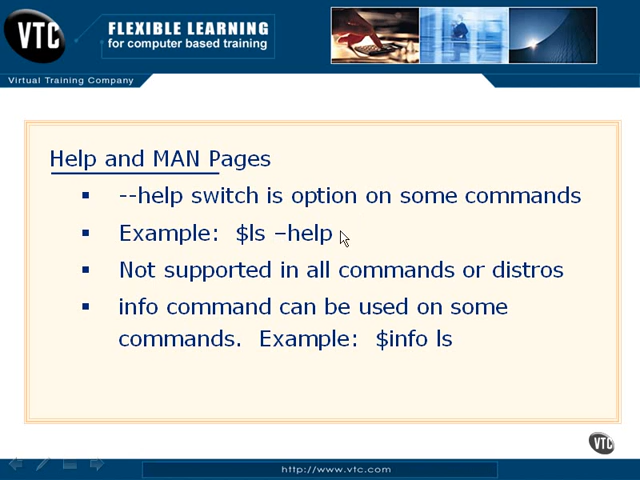 VTC
FLEXIBLE LEARNING
for computer based training
Virtual Training Company
Help and MAN Pages
▪ --help switch is option on some commands
▪ Example:  $ls –help
▪ Not supported in all commands or distros
▪ info command can be used on some
commands.  Example:  $info ls
VTC
http://www.vtc.com